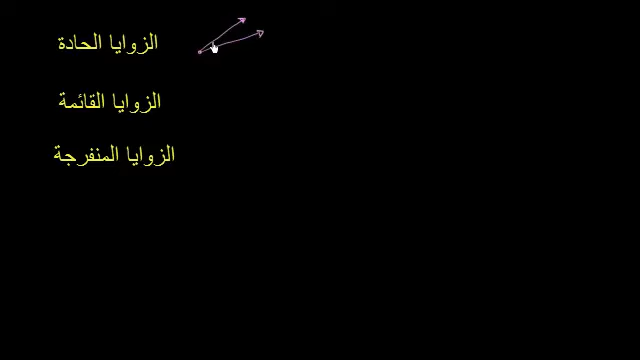 الزوايا الحادة
الزوايا القائمة
الزوايا المنفرجة